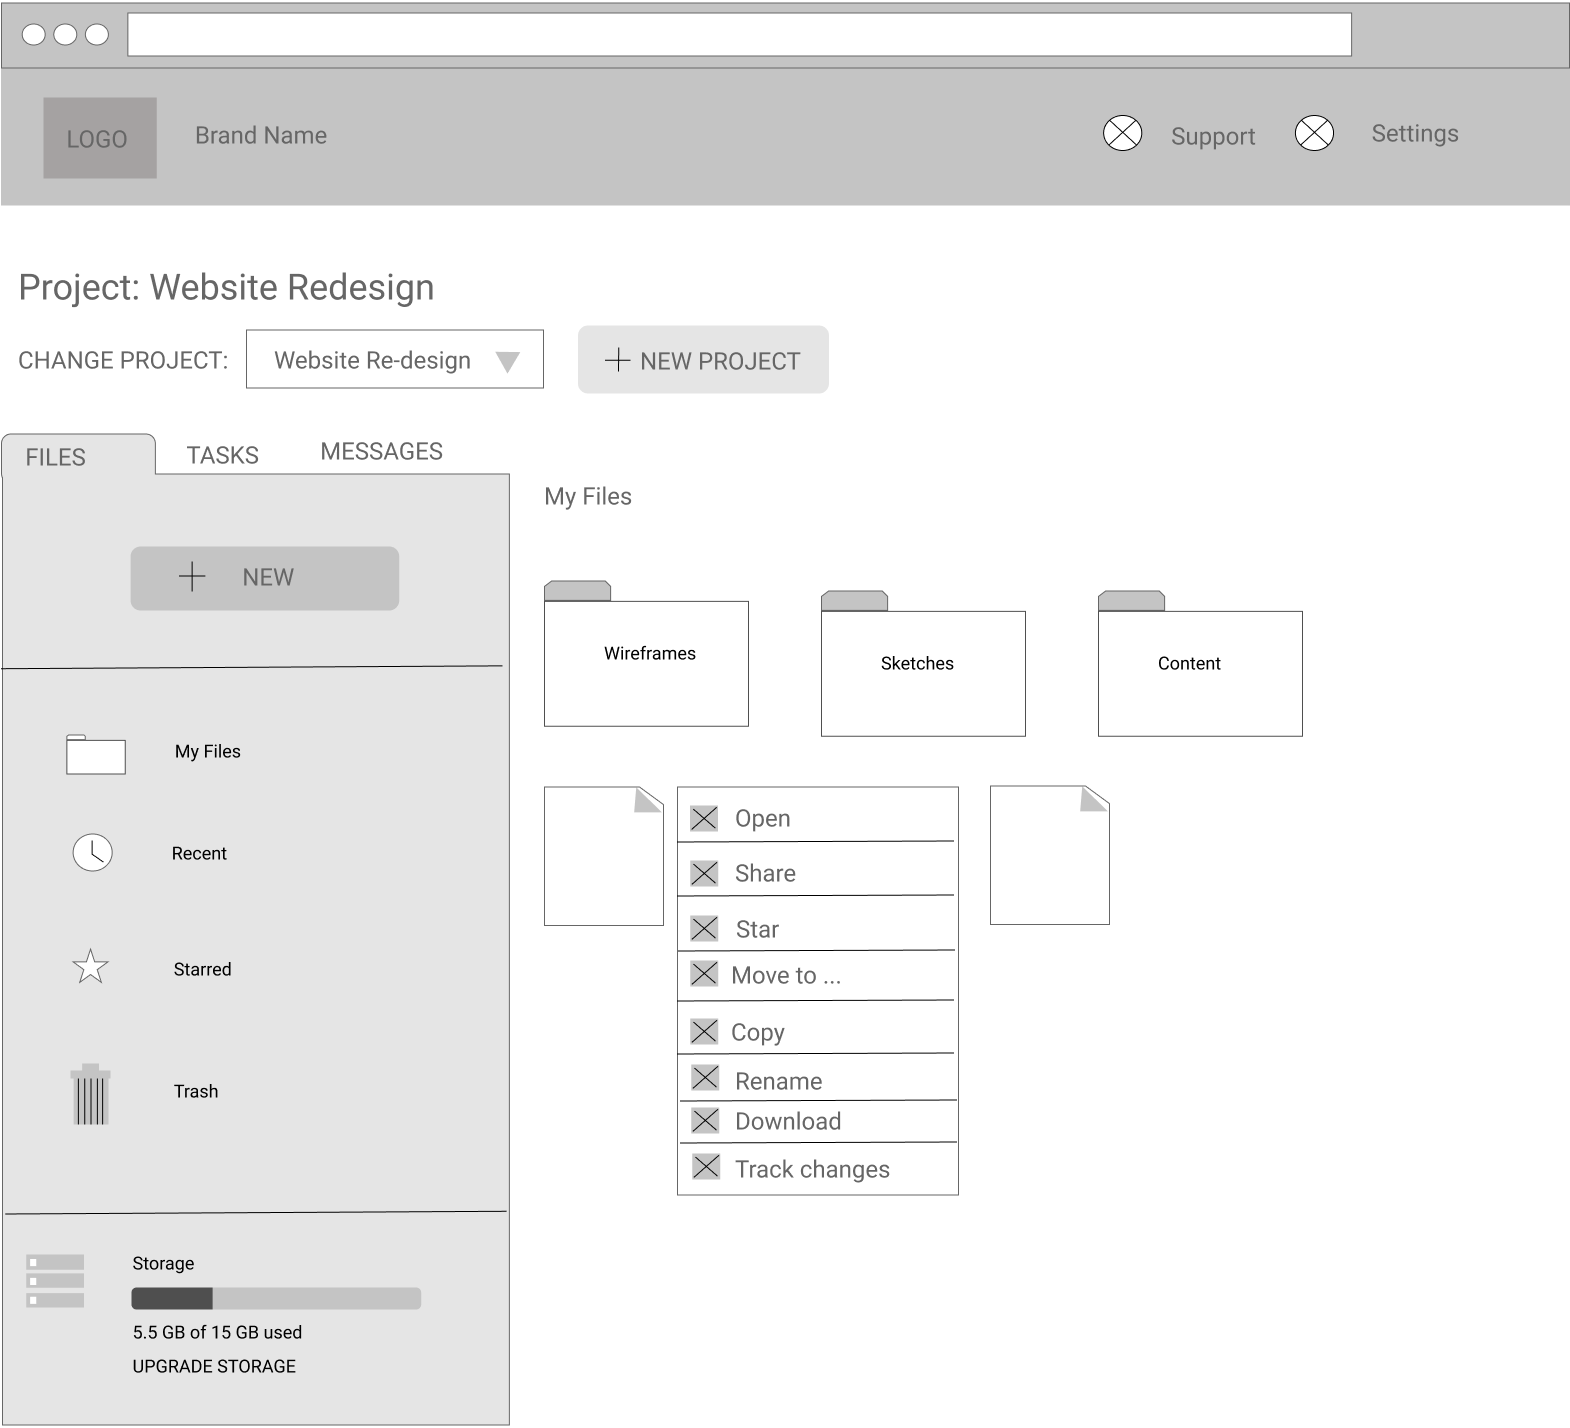 LOGO
Brand Name
Support
Settings
Project: Website Redesign
CHANGE PROJECT:
Website Re-design
NEW PROJECT
FILES
TASKS
MESSAGES
NEW
My Files
Recent
Starred
Trash
Storage
5.5 GB of 15 GB used
UPGRADE STORAGE
My Files
Wireframes
Sketches
Content
Open
Share
Star
Move to ...
Copy
Rename
Download
Track changes